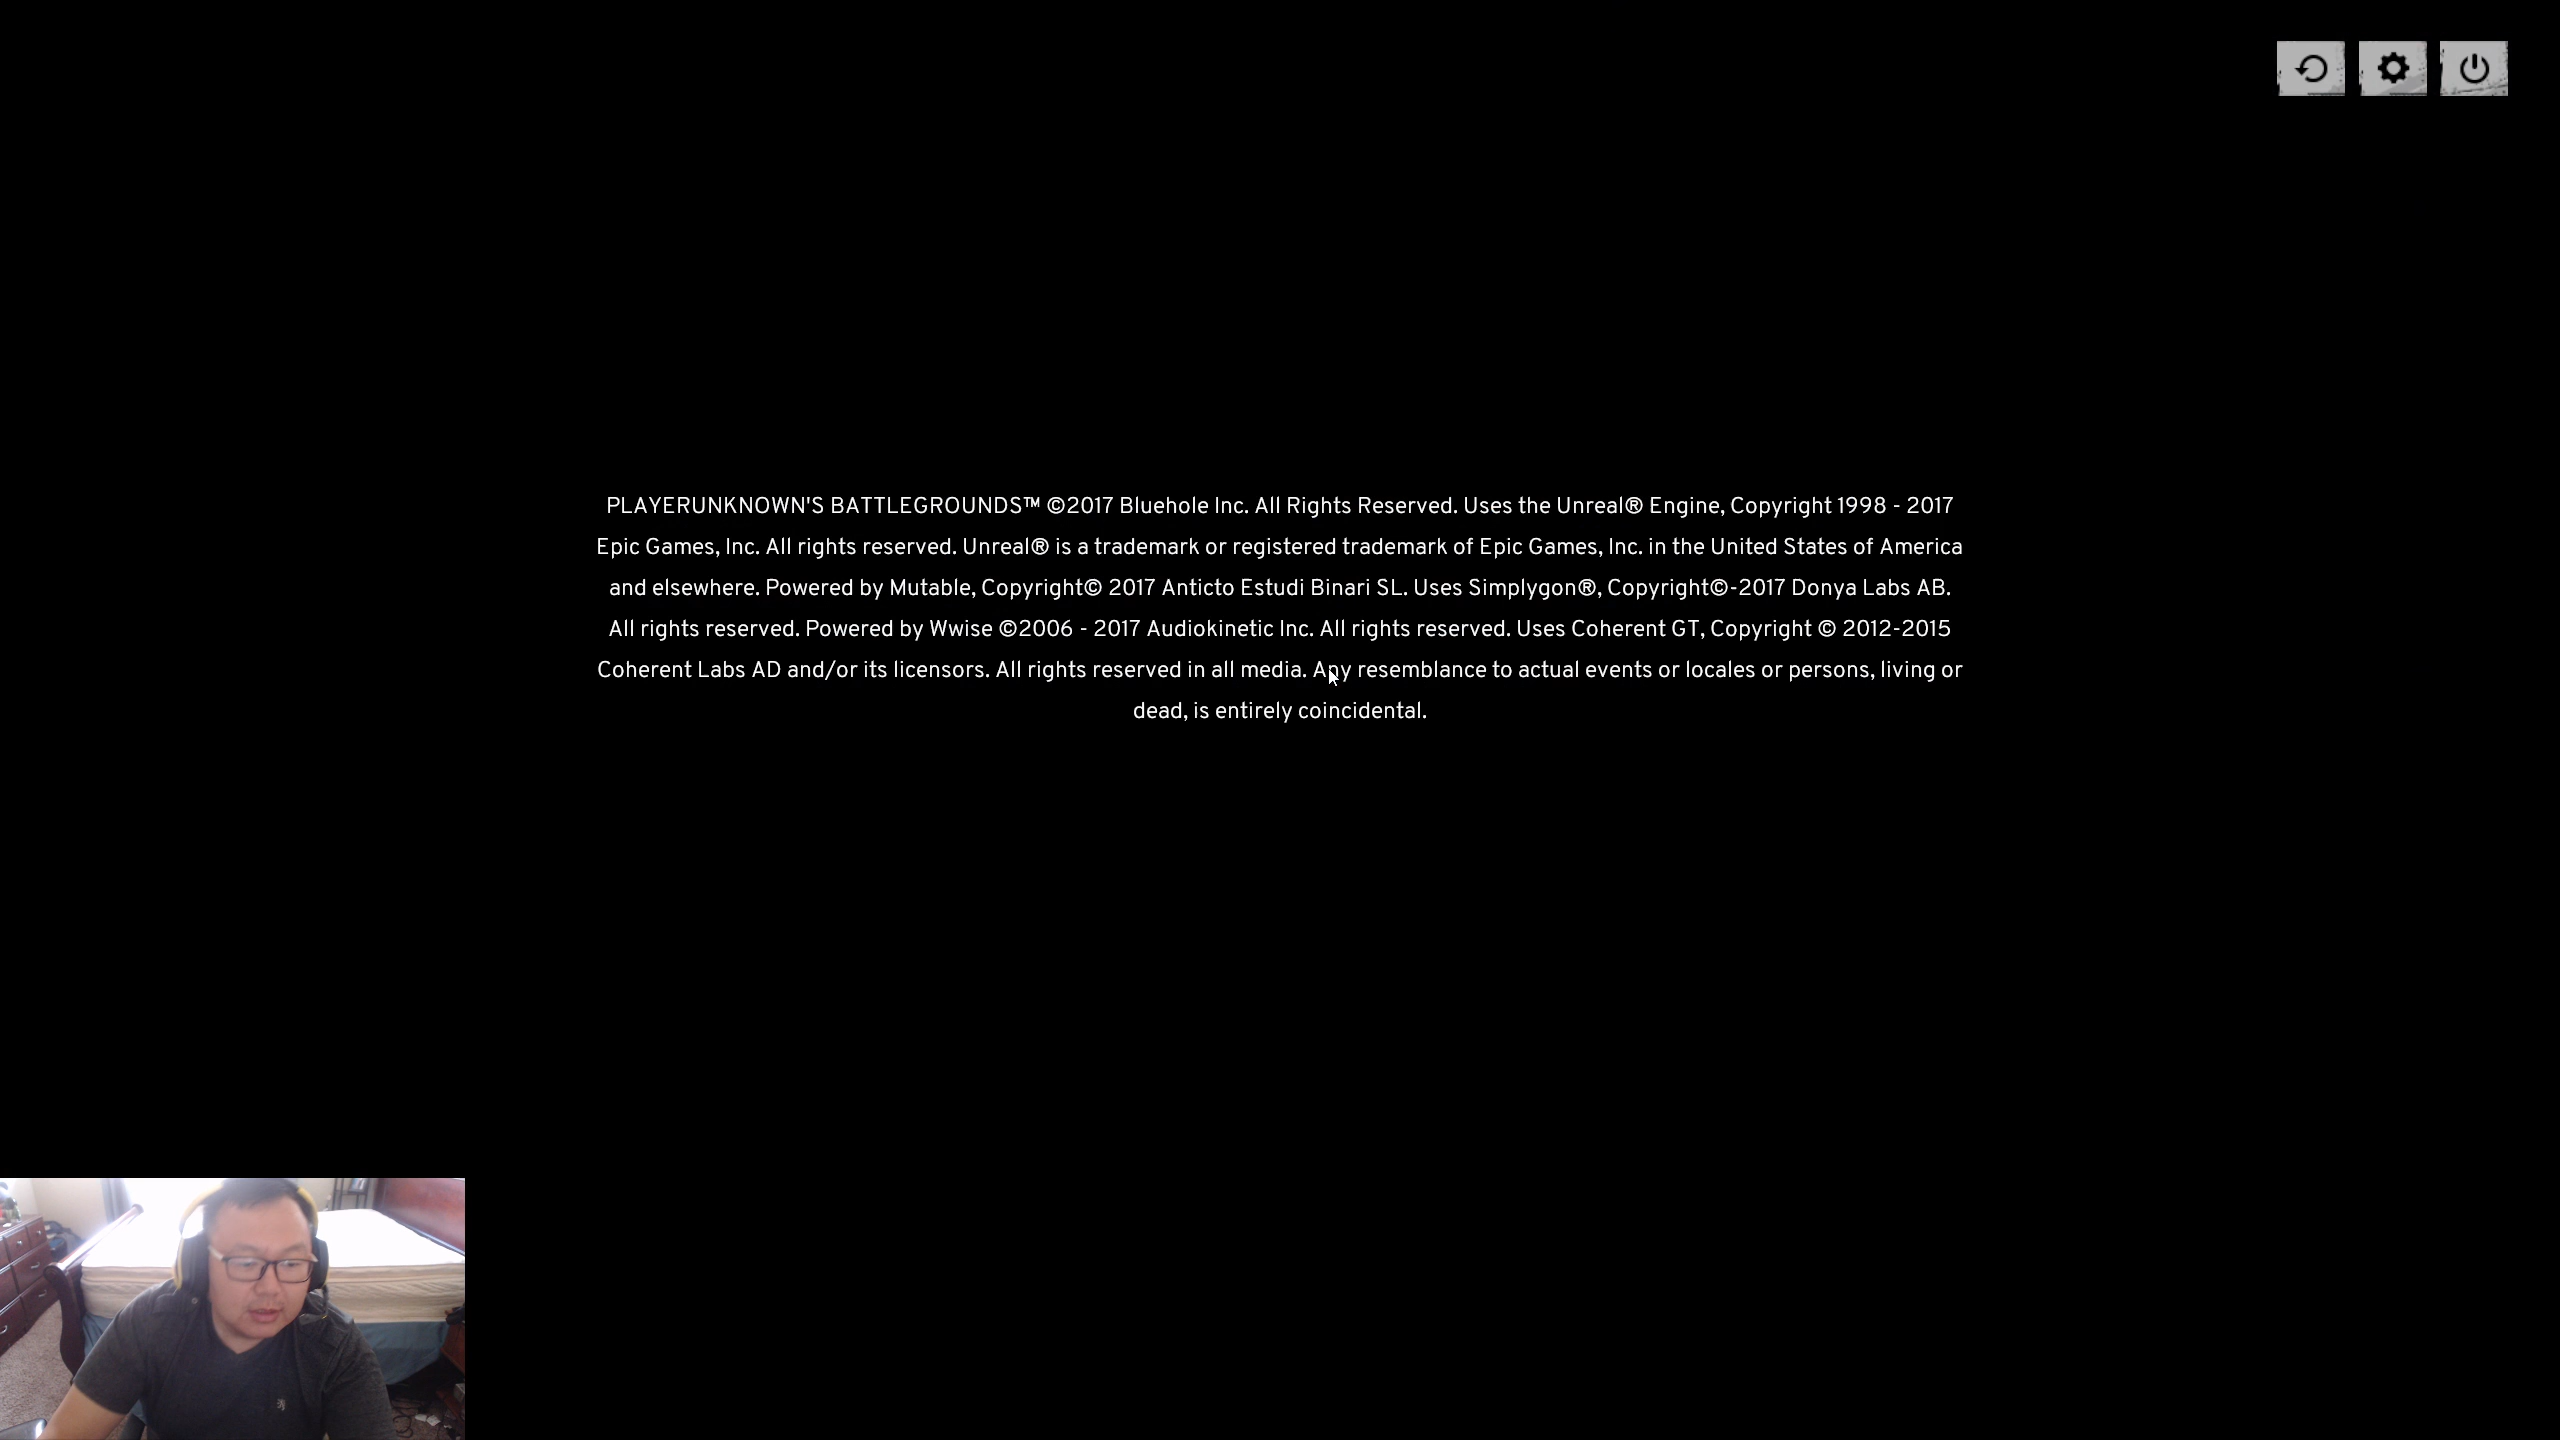 PLAYERUNKNOWN'S BATTLEGROUNDS™ ©2017 Bluehole Inc. All Rights Reserved. Uses the Unreal® Engine, Copyright 1998 - 2017
Epic Games, Inc. All rights reserved. Unreal® is a trademark or registered trademark of Epic Games, Inc. in the United States of America
and elsewhere. Powered by Mutable, Copyright© 2017 Anticto Estudi Binari SL. Uses Simplygon®, Copyright©-2017 Donya Labs AB.
All rights reserved. Powered by Wwise ©2006 - 2017 Audiokinetic Inc. All rights reserved. Uses Coherent GT, Copyright © 2012-2015
Coherent Labs AD and/or its licensors. All rights reserved in all media. Any resemblance to actual events or locales or persons, living or
dead, is entirely coincidental.